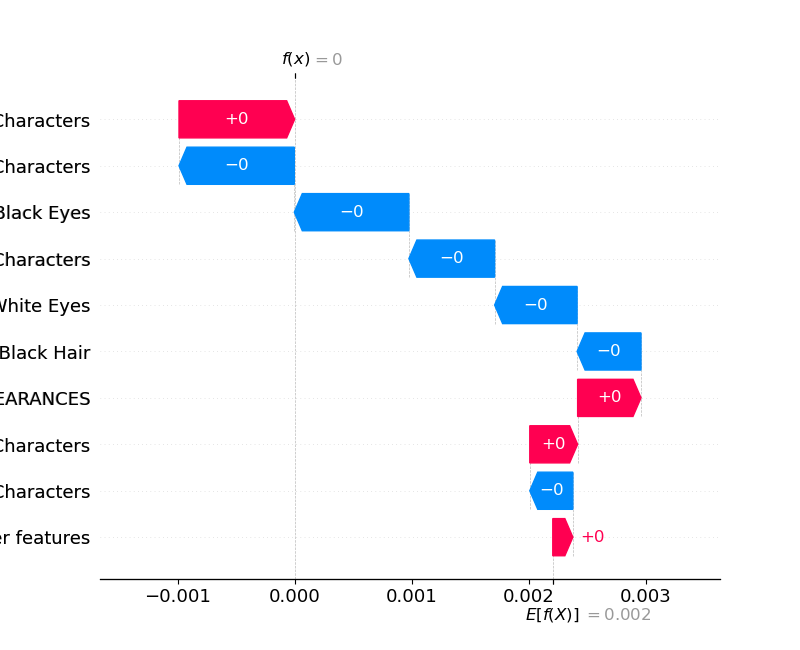 f(x) = 0
Characters +0
Characters −0
Black Eyes −0
Characters −0
White Eyes −0
Black Hair −0
EARANCES +0
Characters +0
Characters −0
er features +0
−0.001 0.000 0.001 0.002 0.003
E[f(X)] = 0.002